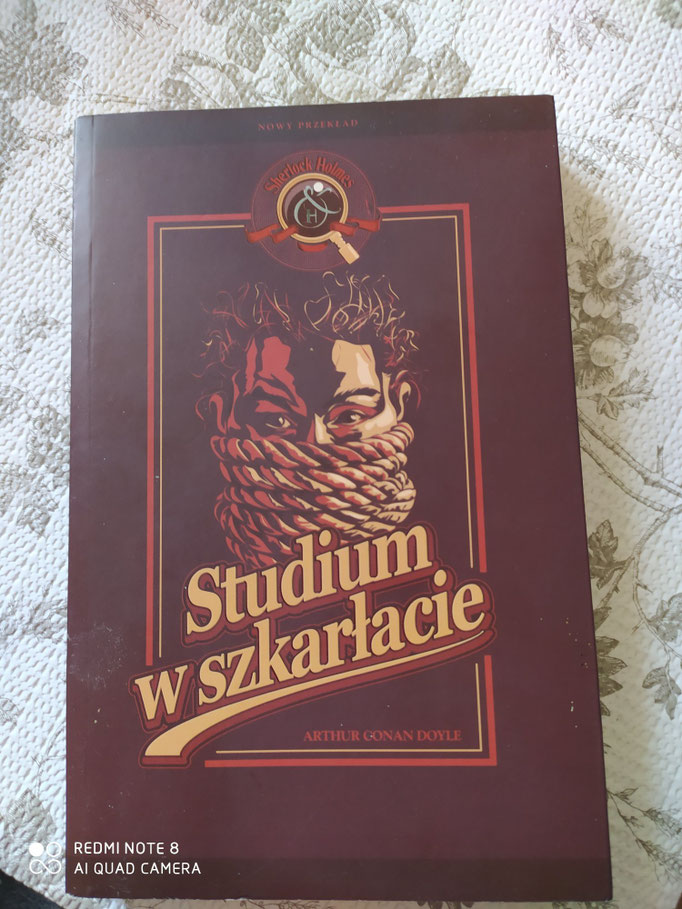 NOWY PRZEKŁAD
Sherlock Holmes
&
H
Studium
w szkarłacie
ARTHUR CONAN DOYLE
REDMI NOTE 8
AI QUAD CAMERA